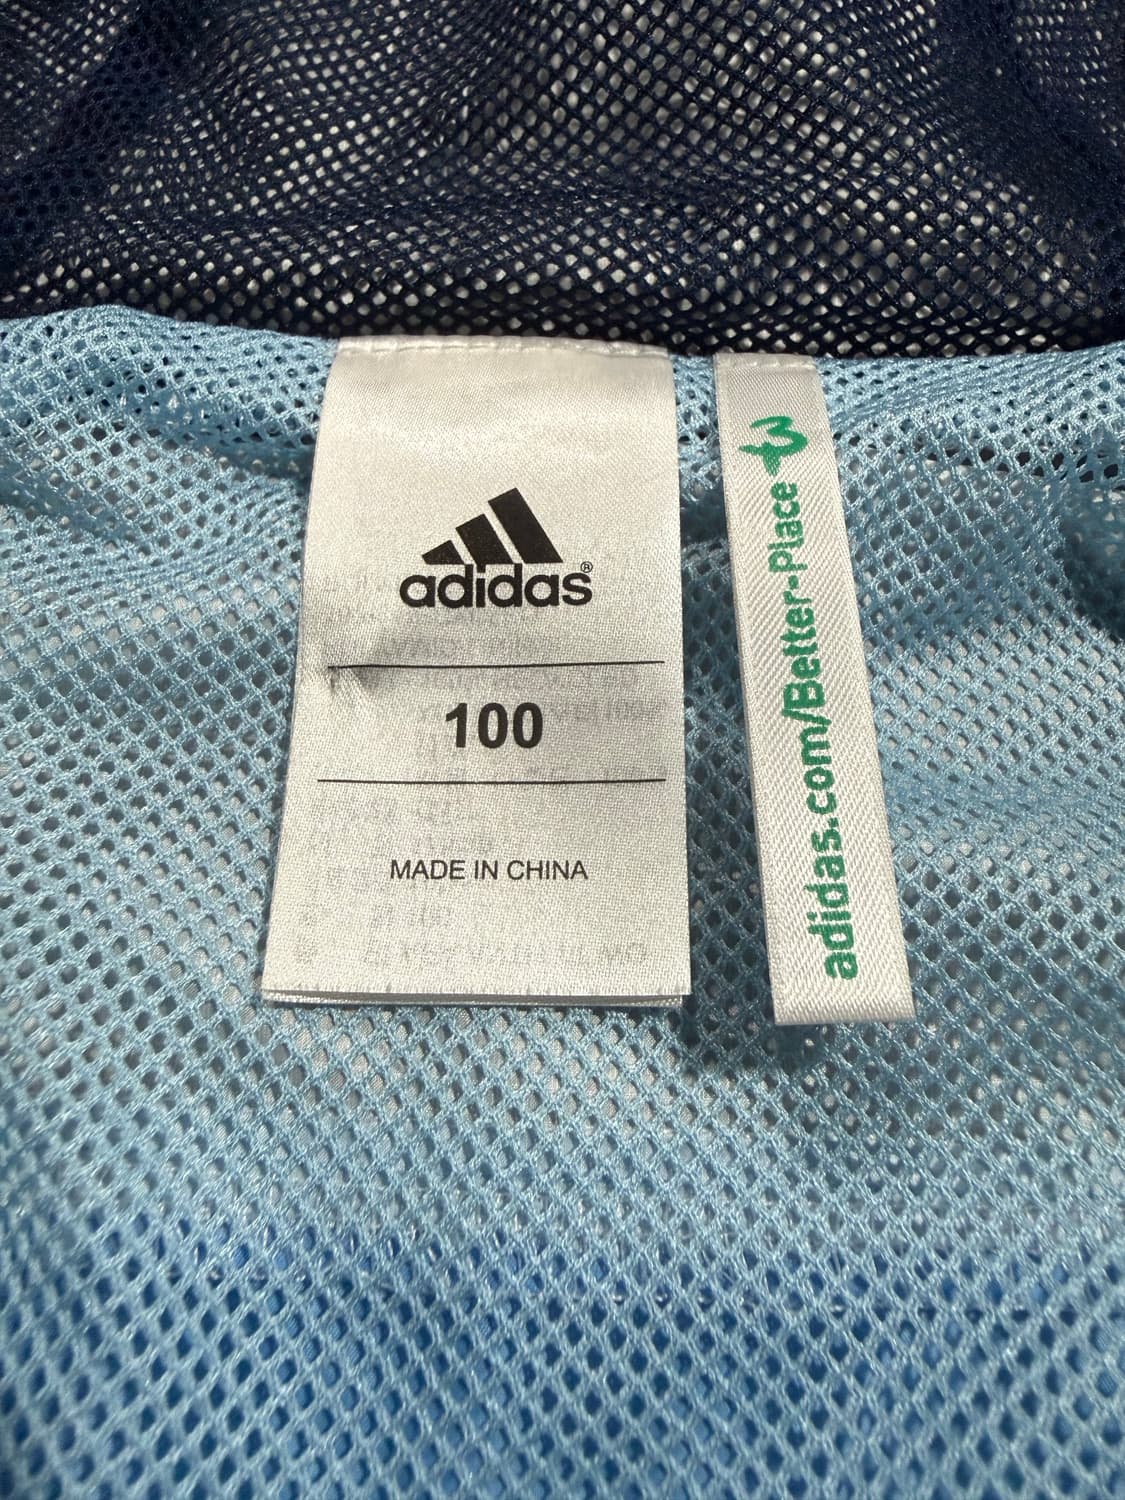 adidas®
100
MADE IN CHINA
adidas.com/Better-Place